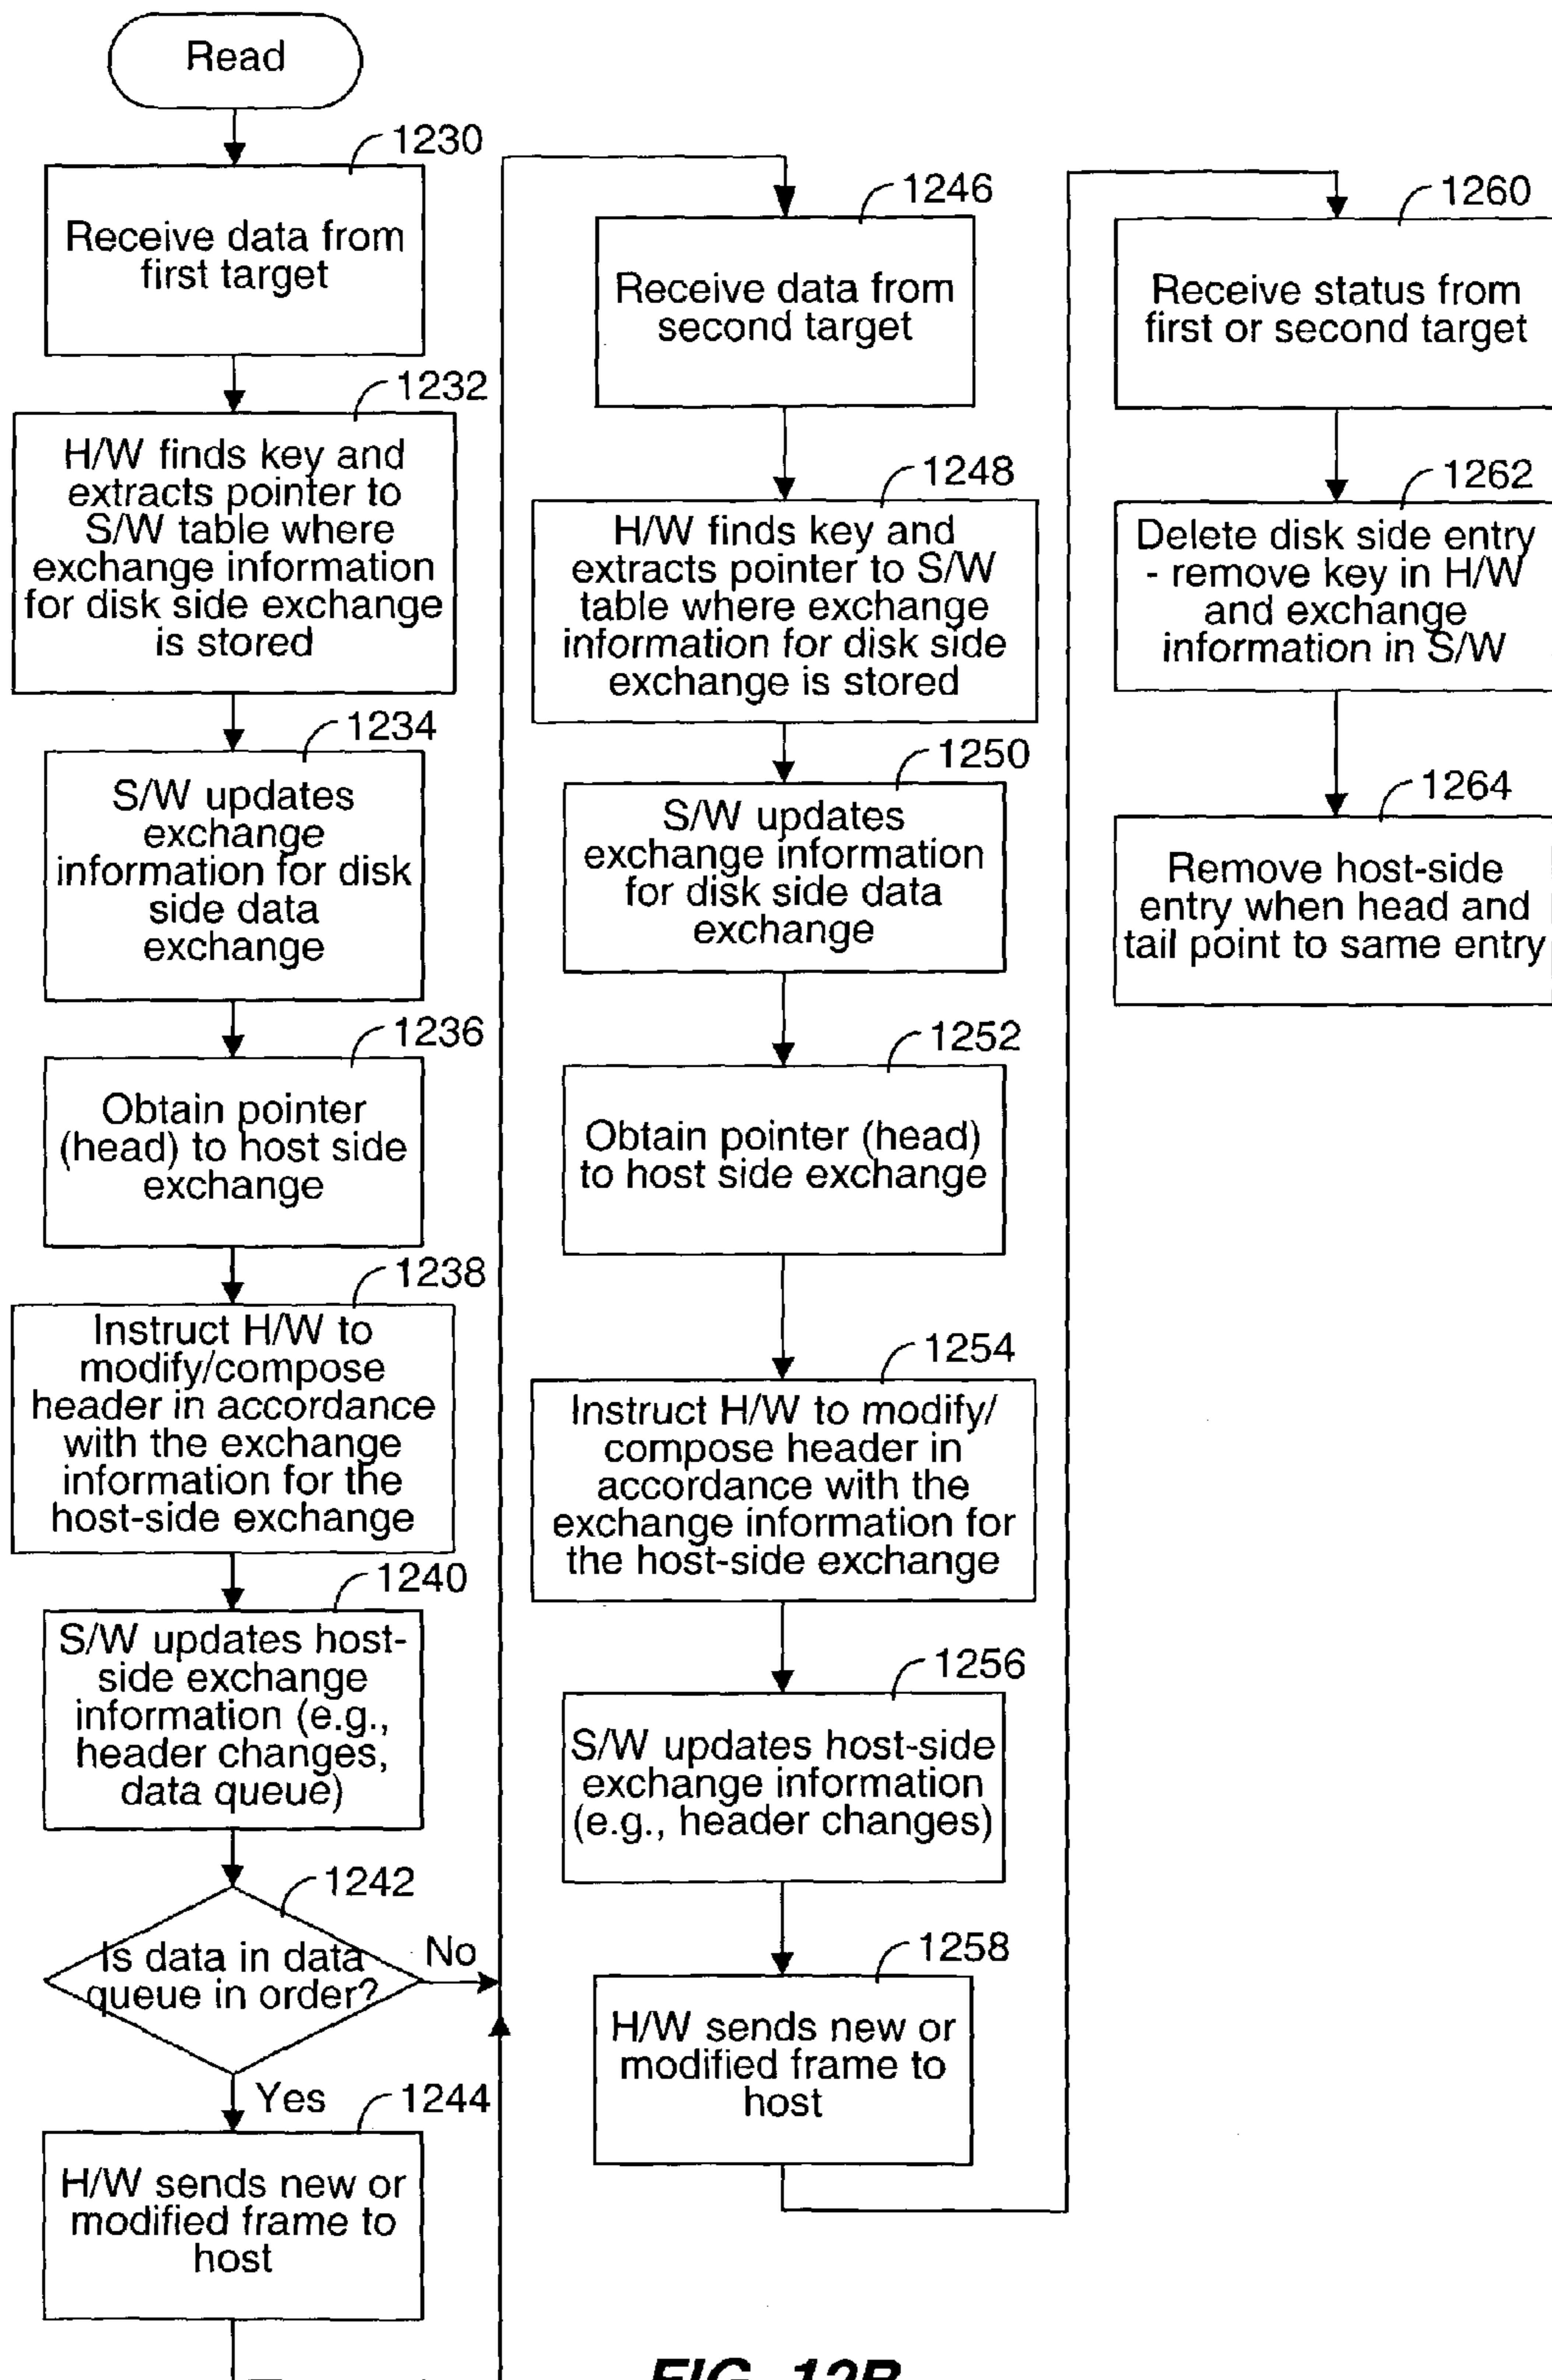 Read
1230
Receive data from
first target
1232
H/W finds key and
extracts pointer to
S/W table where
exchange information
for disk side exchange
is stored
1234
S/W updates
exchange
information for disk
side data
exchange
1236
Obtain pointer
(head) to host side
exchange
1238
Instruct H/W to
modify/compose
header in accordance
with the exchange
information for the
host-side exchange
1240
S/W updates host-
side exchange
information (e.g.,
header changes,
data queue)
1242
Is data in data
queue in order?
No
Yes
1244
H/W sends new or
modified frame to
host
1246
Receive data from
second target
1248
H/W finds key and
extracts pointer to S/W
table where exchange
information for disk side
exchange is stored
1250
S/W updates
exchange information
for disk side data
exchange
1252
Obtain pointer (head)
to host side exchange
1254
Instruct H/W to modify/
compose header in
accordance with the
exchange information for
the host-side exchange
1256
S/W updates host-side
exchange information
(e.g., header changes)
1258
H/W sends new or
modified frame to
host
1260
Receive status from
first or second target
1262
Delete disk side entry
- remove key in H/W
and exchange
information in S/W
1264
Remove host-side
entry when head and
tail point to same entry
FIG. 12B